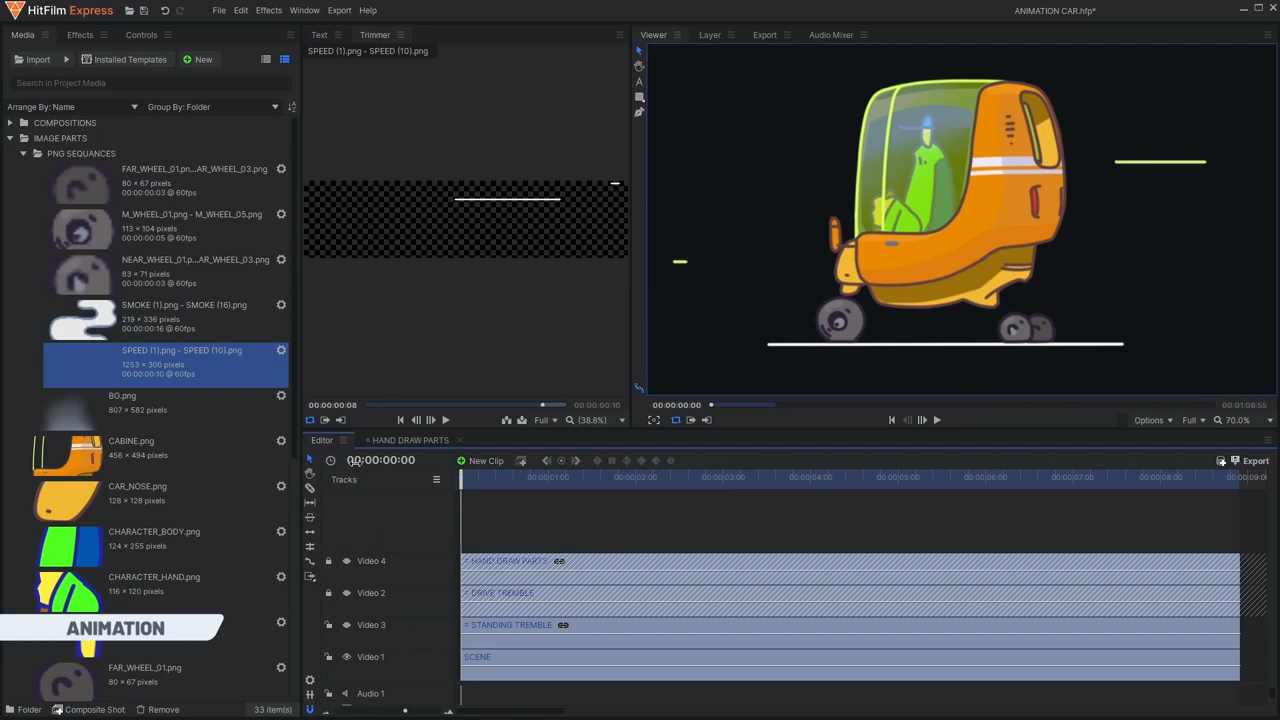 HitFilm Express
File Edit Effects Window Export Help
ANIMATION CAR.hfp*
Media Effects Controls
Text Trimmer
Viewer Layer Export Audio Mixer
Import Installed Templates New
SPEED (1).png - SPEED (10).png
Search in Project Media
Arrange By: Name Group By: Folder
COMPOSITIONS
IMAGE PARTS
PNG SEQUANCES
FAR_WHEEL_01.pn...AR_WHEEL_03.png
80 × 67 pixels
00:00:00:03 @ 60fps
M_WHEEL_01.png - M_WHEEL_05.png
113 × 104 pixels
00:00:00:05 @ 60fps
NEAR_WHEEL_01.p...AR_WHEEL_03.png
83 × 71 pixels
00:00:00:03 @ 60fps
SMOKE (1).png - SMOKE (16).png
219 × 336 pixels
00:00:00:16 @ 60fps
SPEED (1).png - SPEED (10).png
1253 × 300 pixels
00:00:00:10 @ 60fps
BG.png
807 × 582 pixels
CABINE.png
456 × 494 pixels
CAR_NOSE.png
128 × 128 pixels
CHARACTER_BODY.png
124 × 255 pixels
CHARACTER_HAND.png
116 × 120 pixels
ANIMATION
FAR_WHEEL_01.png
80 × 67 pixels
Folder Composite Shot Remove 33 item(s)
00:00:00:08 00:00:00:10
Full (38.8%)
00:00:00:00 00:01:08:55
Options Full 70.0%
Editor = HAND DRAW PARTS
00:00:00:00 New Clip Export
Tracks 00:00:01:00 00:00:02:00 00:00:03:00 00:00:04:00 00:00:05:00 00:00:06:00 00:00:07:00 00:00:08:00 00:00:09:0
Video 4 = HAND DRAW PARTS
Video 2 = DRIVE TREMBLE
Video 3 = STANDING TREMBLE
Video 1 SCENE
Audio 1